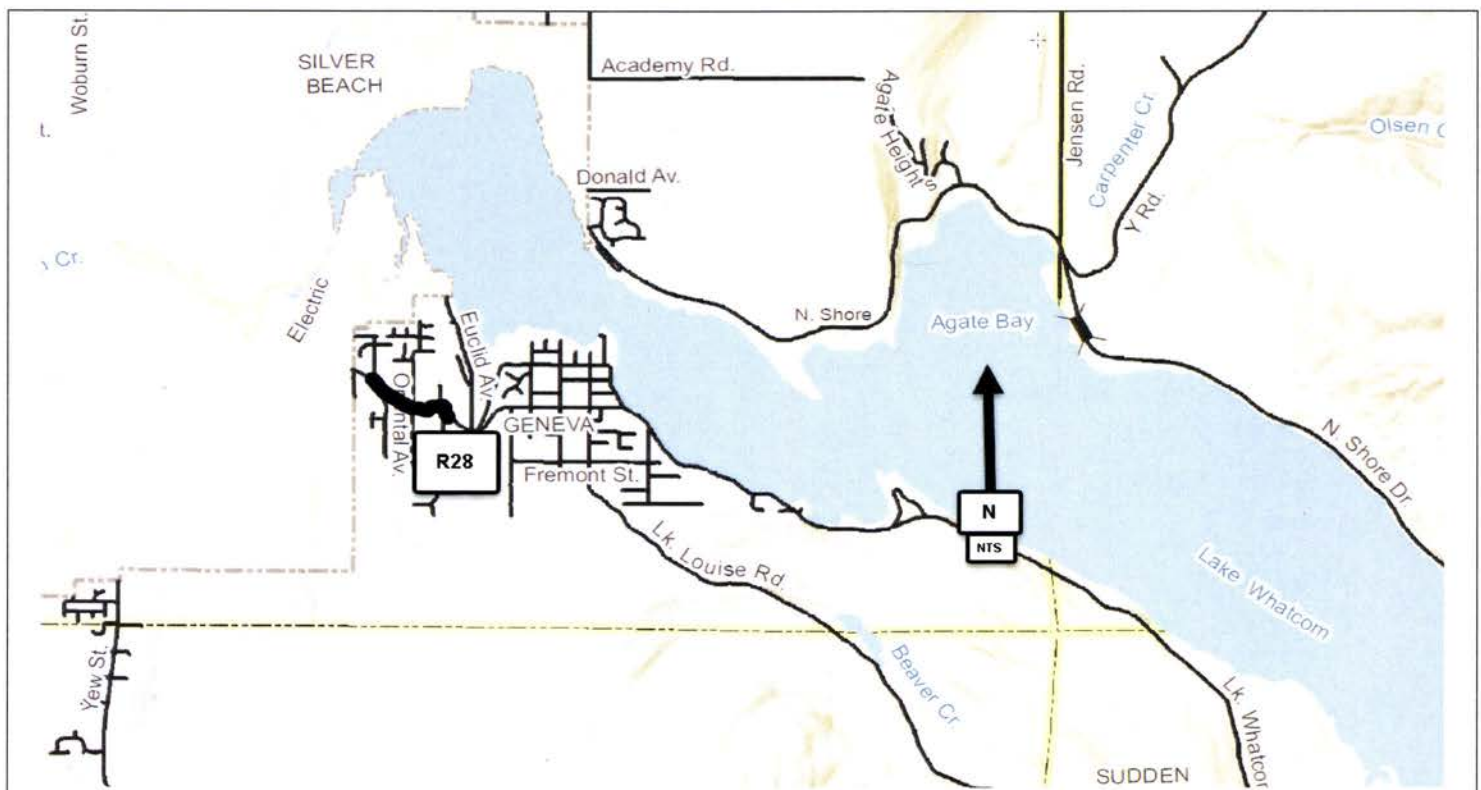 Woburn St.
SILVER
BEACH
Academy Rd.
Agate Heights
Jensen Rd.
Carpenter Cr.
Olsen C
t.
Donald Av.
Y Rd.
Cr.
Electric
Euclid Av.
N. Shore
Agate Bay
GENEVA
R28
Fremont St.
N. Shore Dr.
N
NTS
Lk. Louise Rd.
Lake Whatcom
Yew St.
Beaver Cr.
Lk. Whatcom
SUDDEN